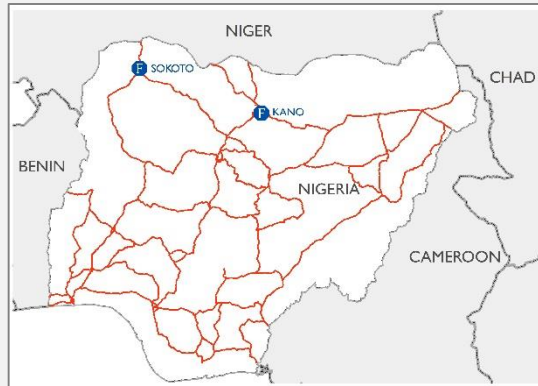 NIGER
F SOKOTO
CHAD
F KANO
BENIN
NIGERIA
CAMEROON